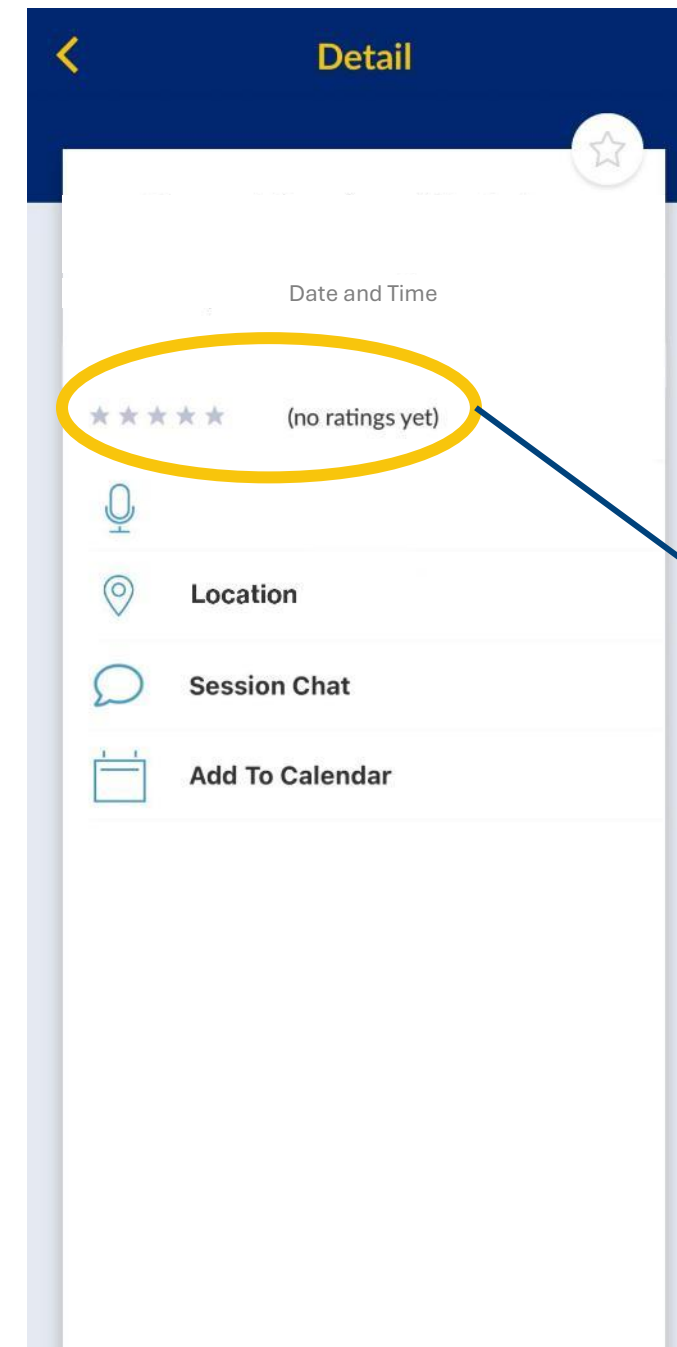 Detail
Date and Time
(no ratings yet)
Location
Session Chat
Add To Calendar